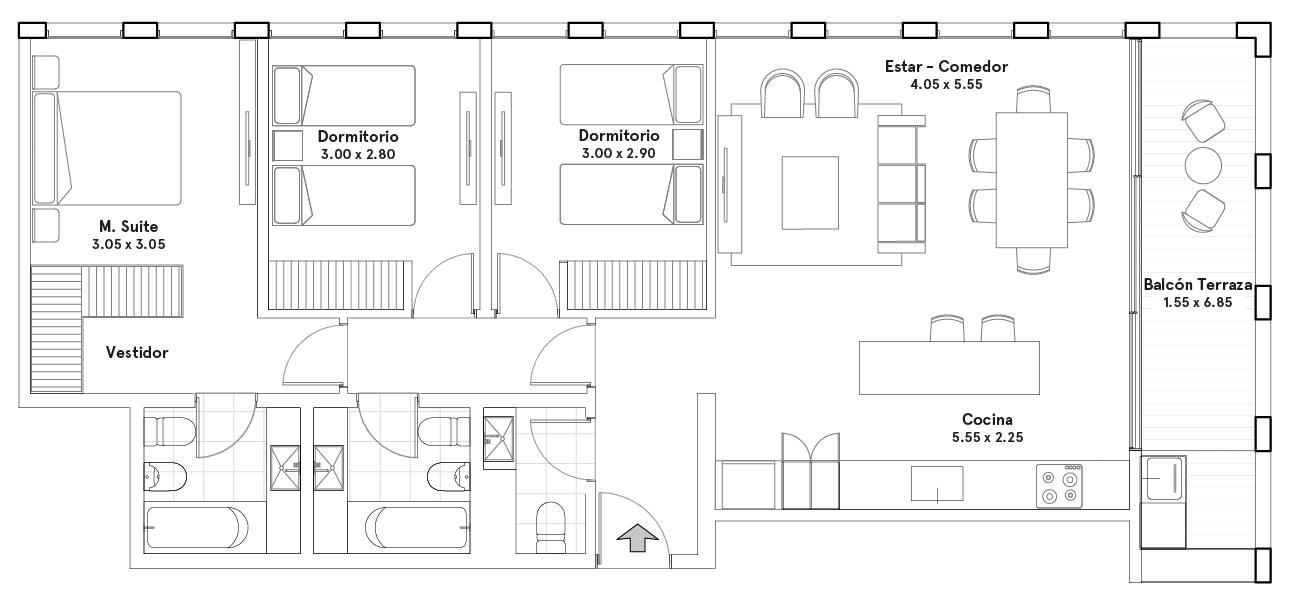 Estar - Comedor
4.05 x 5.55
Dormitorio
3.00 x 2.80
Dormitorio
3.00 x 2.90
M. Suite
3.05 x 3.05
Balcón Terraza
1.55 x 6.85
Vestidor
Cocina
5.55 x 2.25